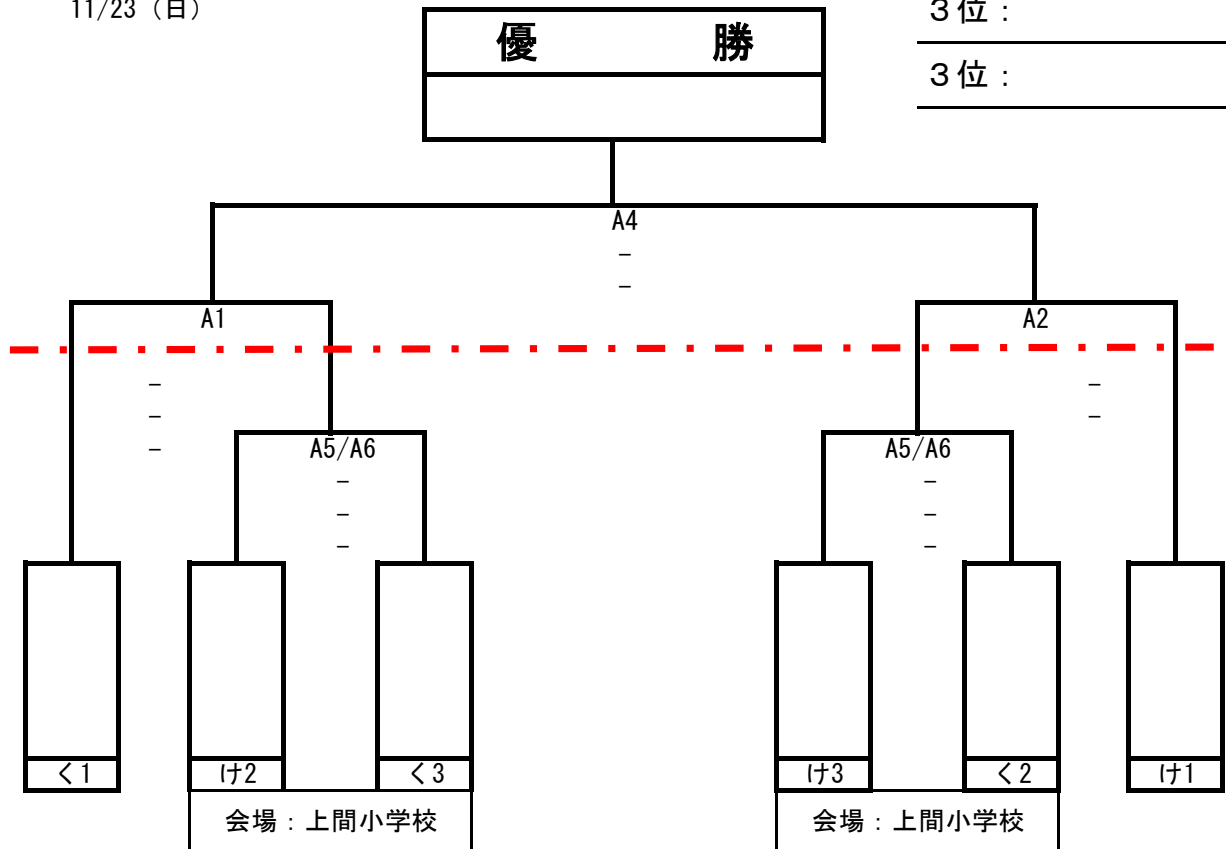 11/23（日）
３位：
優　　　勝
３位：
A4
－
－
A1
A2
－
－
－
－
－
A5/A6
A5/A6
－
－
－
－
－
－
く1
け2
く3
け3
く2
け1
会場：上間小学校
会場：上間小学校